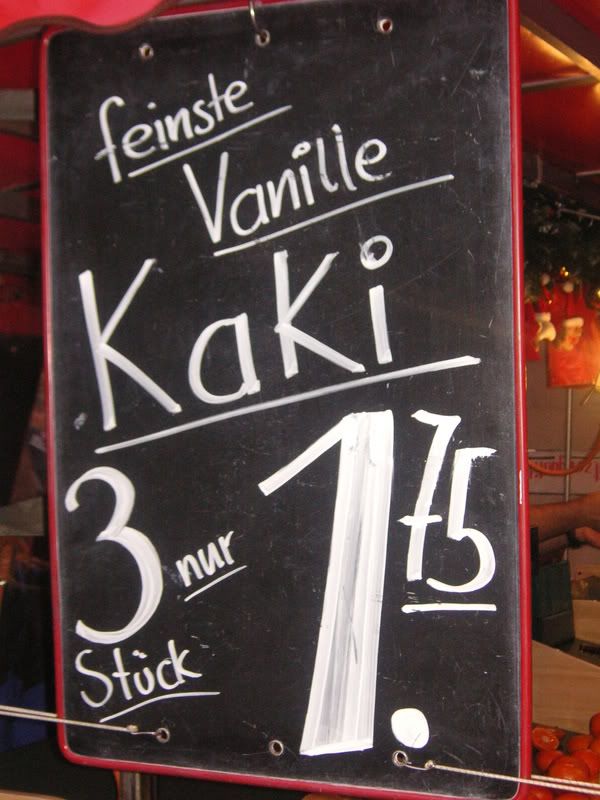 feinste
Vanille
Kaki
3 nur 1.75
Stück